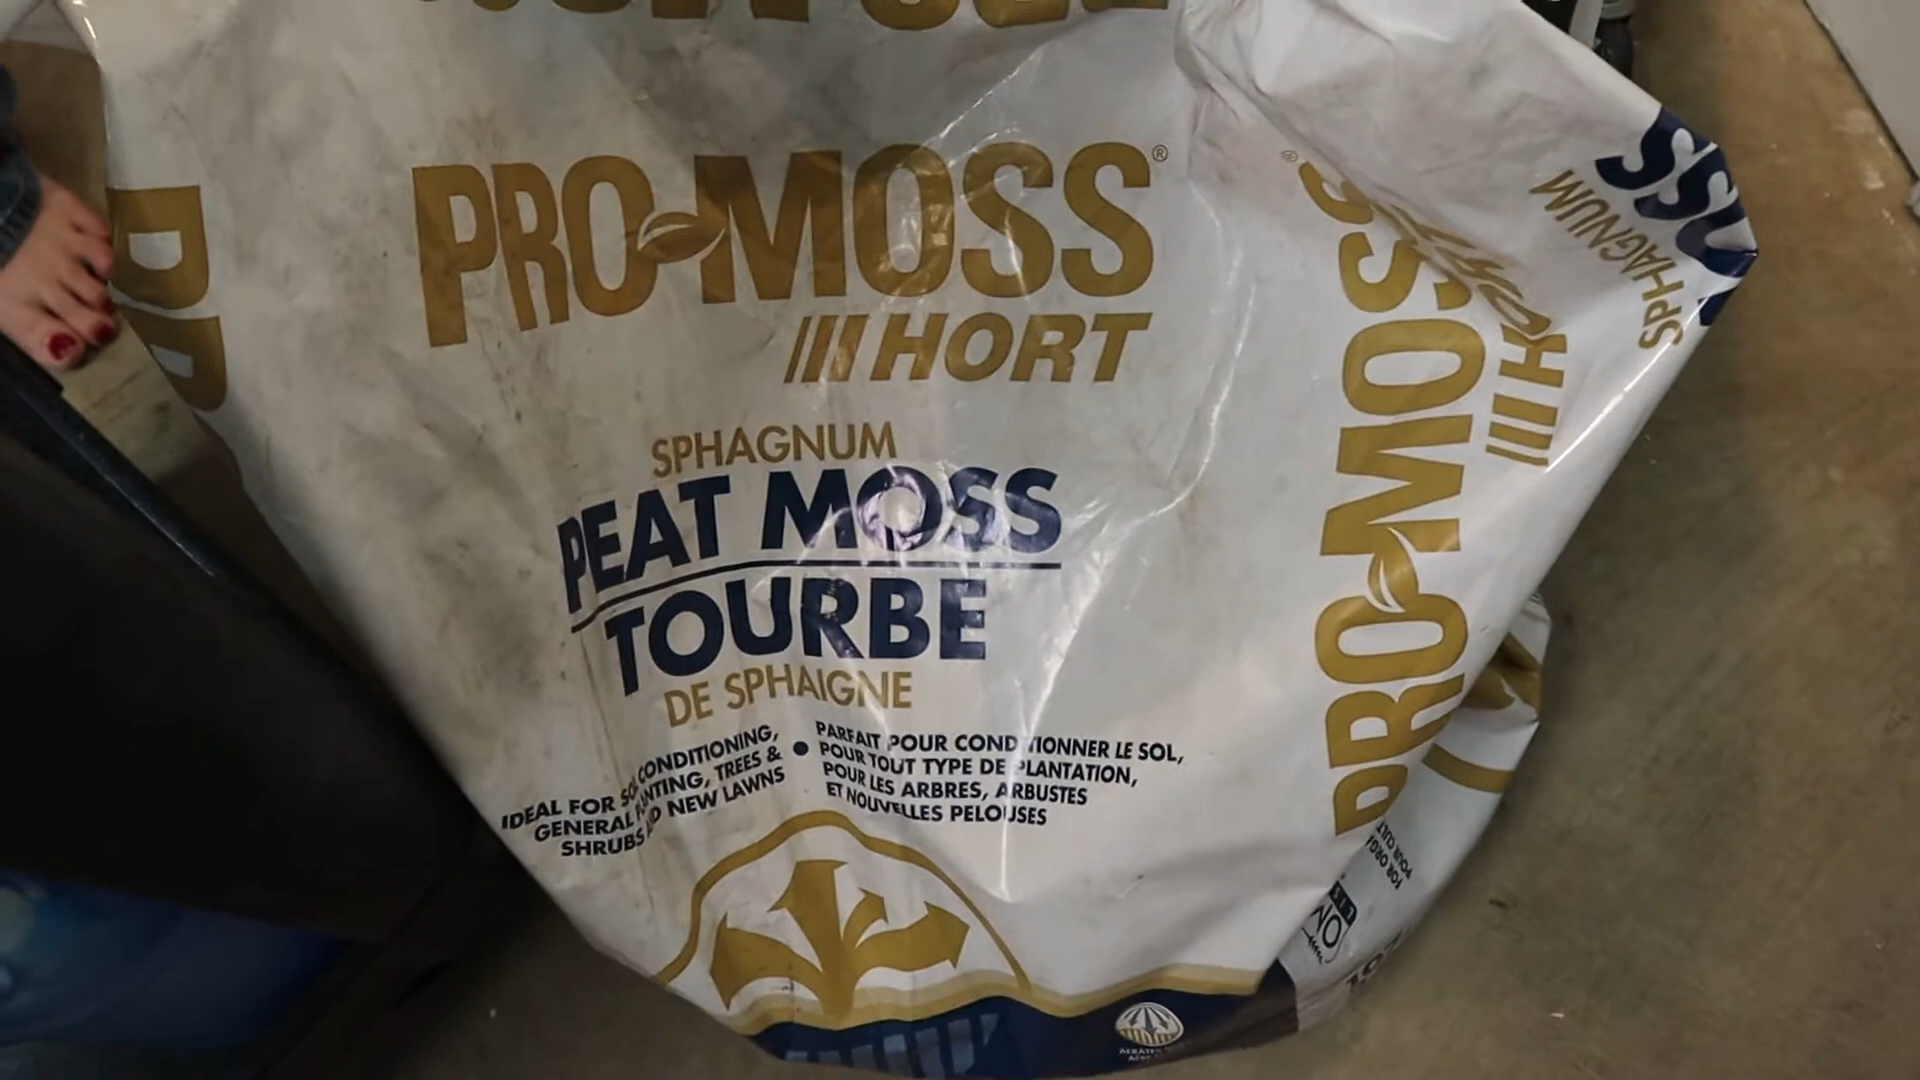 PRO-MOSS®
HORT
SPHAGNUM
PEAT MOSS
TOURBE
DE SPHAIGNE
IDEAL FOR SOIL CONDITIONING,
GENERAL PLANTING, TREES &
SHRUBS AND NEW LAWNS
PARFAIT POUR CONDITIONNER LE SOL,
POUR TOUT TYPE DE PLANTATION,
POUR LES ARBRES, ARBUSTES
ET NOUVELLES PELOUSES
PRO-MOSS
HORT
SPHAGNUM